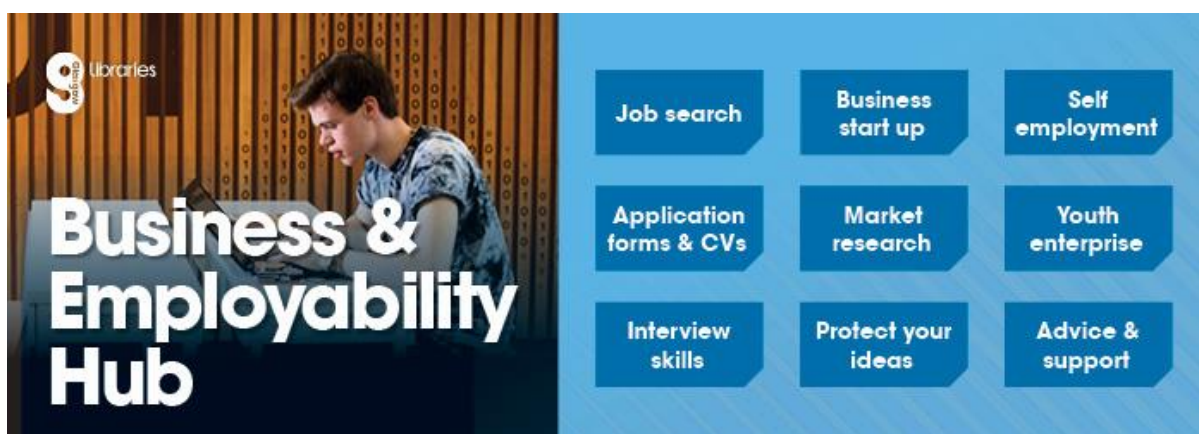 Glasgow
Libraries
Business &
Employability
Hub
Job search
Business
start up
Self
employment
Application
forms & CVs
Market
research
Youth
enterprise
Interview
skills
Protect your
ideas
Advice &
support